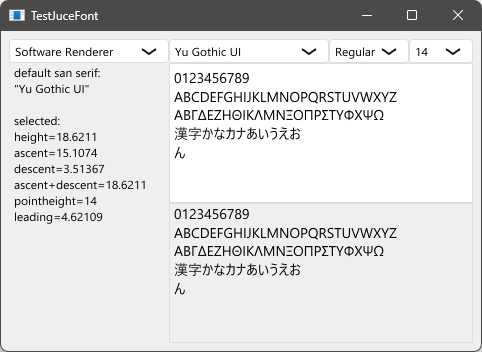 TestJuceFont
Software Renderer
Yu Gothic UI
Regular
14
default san serif:
"Yu Gothic UI"
selected:
height=18.6211
ascent=15.1074
descent=3.51367
ascent+descent=18.6211
pointheight=14
leading=4.62109
0123456789
ABCDEFGHIJKLMNOPQRSTUVWXYZ
ΑΒΓΔΕΖΗΘΙΚΛΜΝΞΟΠΡΣΤΥΦΧΨΩ
漢字かなカナあいうえお
ん
0123456789
ABCDEFGHIJKLMNOPQRSTUVWXYZ
ΑΒΓΔΕΖΗΘΙΚΛΜΝΞΟΠΡΣΤΥΦΧΨΩ
漢字かなカナあいうえお
ん